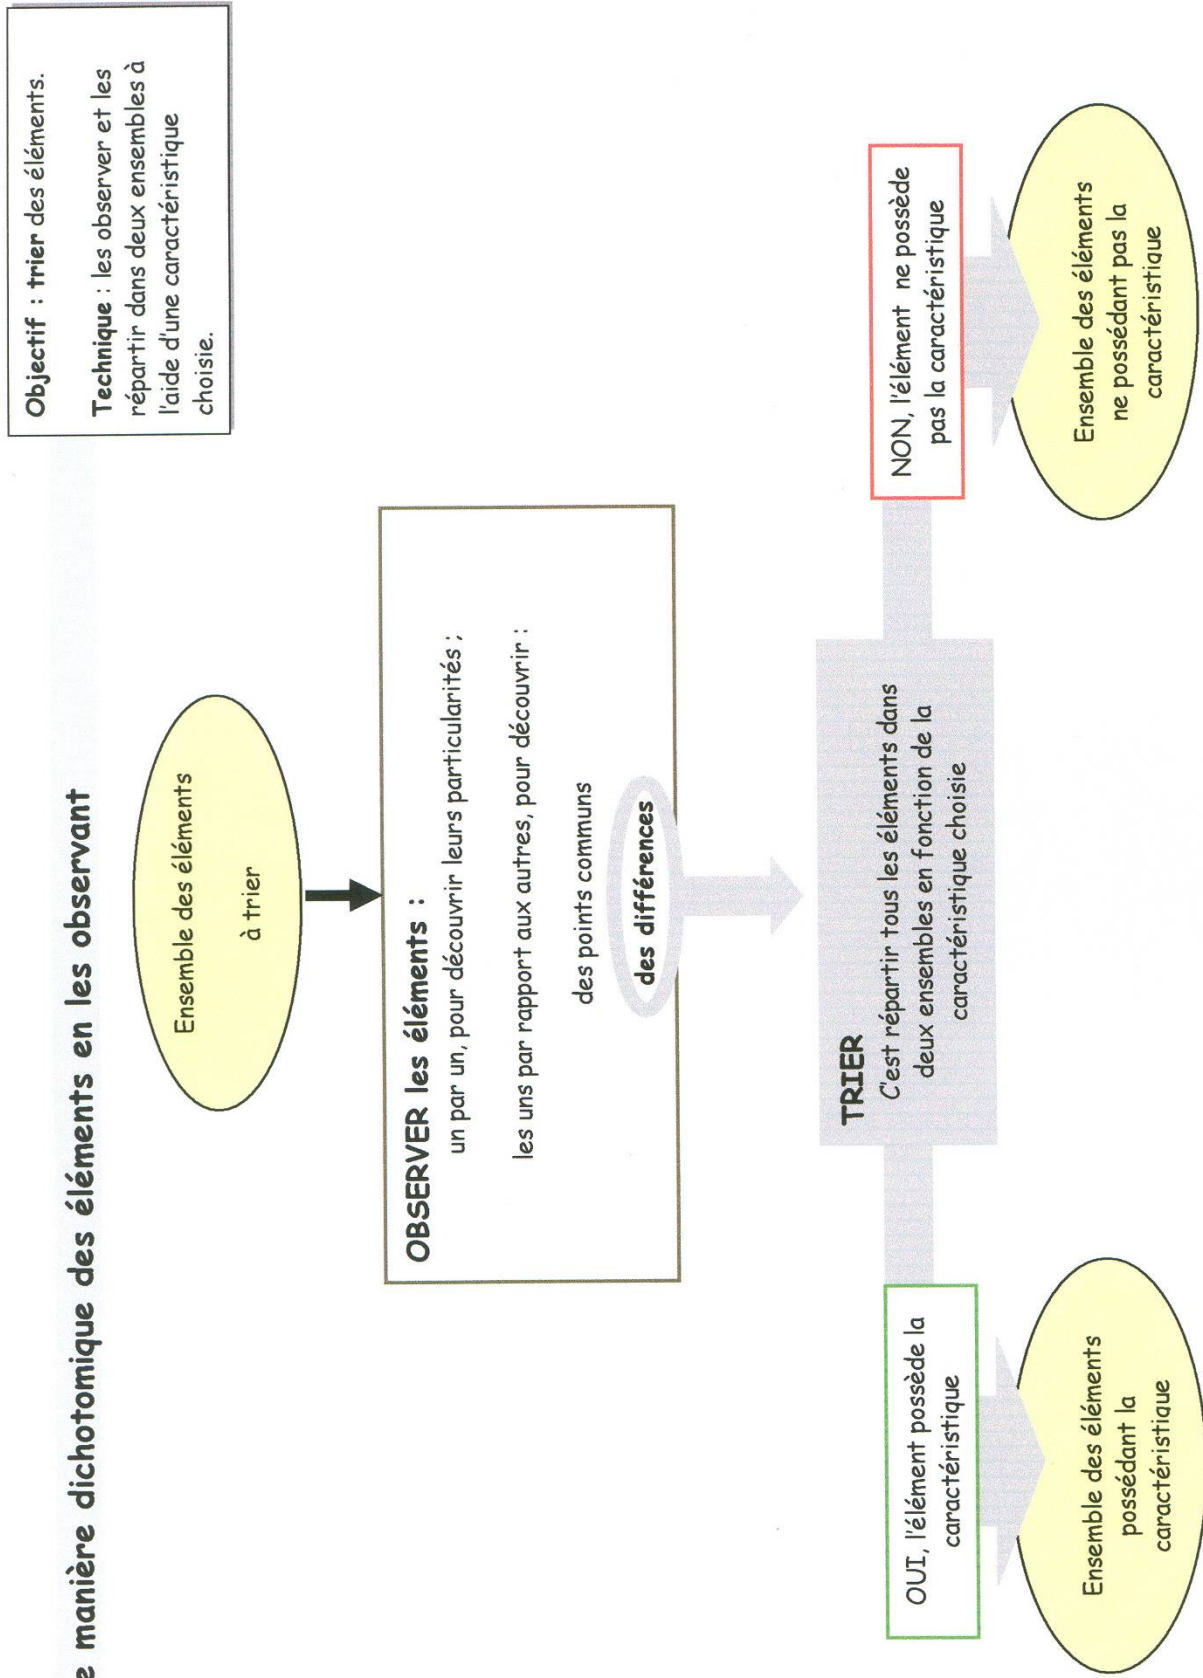 e manière dichotomique des éléments en les observant
Objectif : trier des éléments.
Technique : les observer et les
répartir dans deux ensembles à
l'aide d'une caractéristique
choisie.
Ensemble des éléments
à trier
OBSERVER les éléments :
un par un, pour découvrir leurs particularités ;
les uns par rapport aux autres, pour découvrir :
des points communs
des différences
TRIER
C'est répartir tous les éléments dans
deux ensembles en fonction de la
caractéristique choisie
OUI, l'élément possède la
caractéristique
NON, l'élément ne possède
pas la caractéristique
Ensemble des éléments
possédant la
caractéristique
Ensemble des éléments
ne possédant pas la
caractéristique